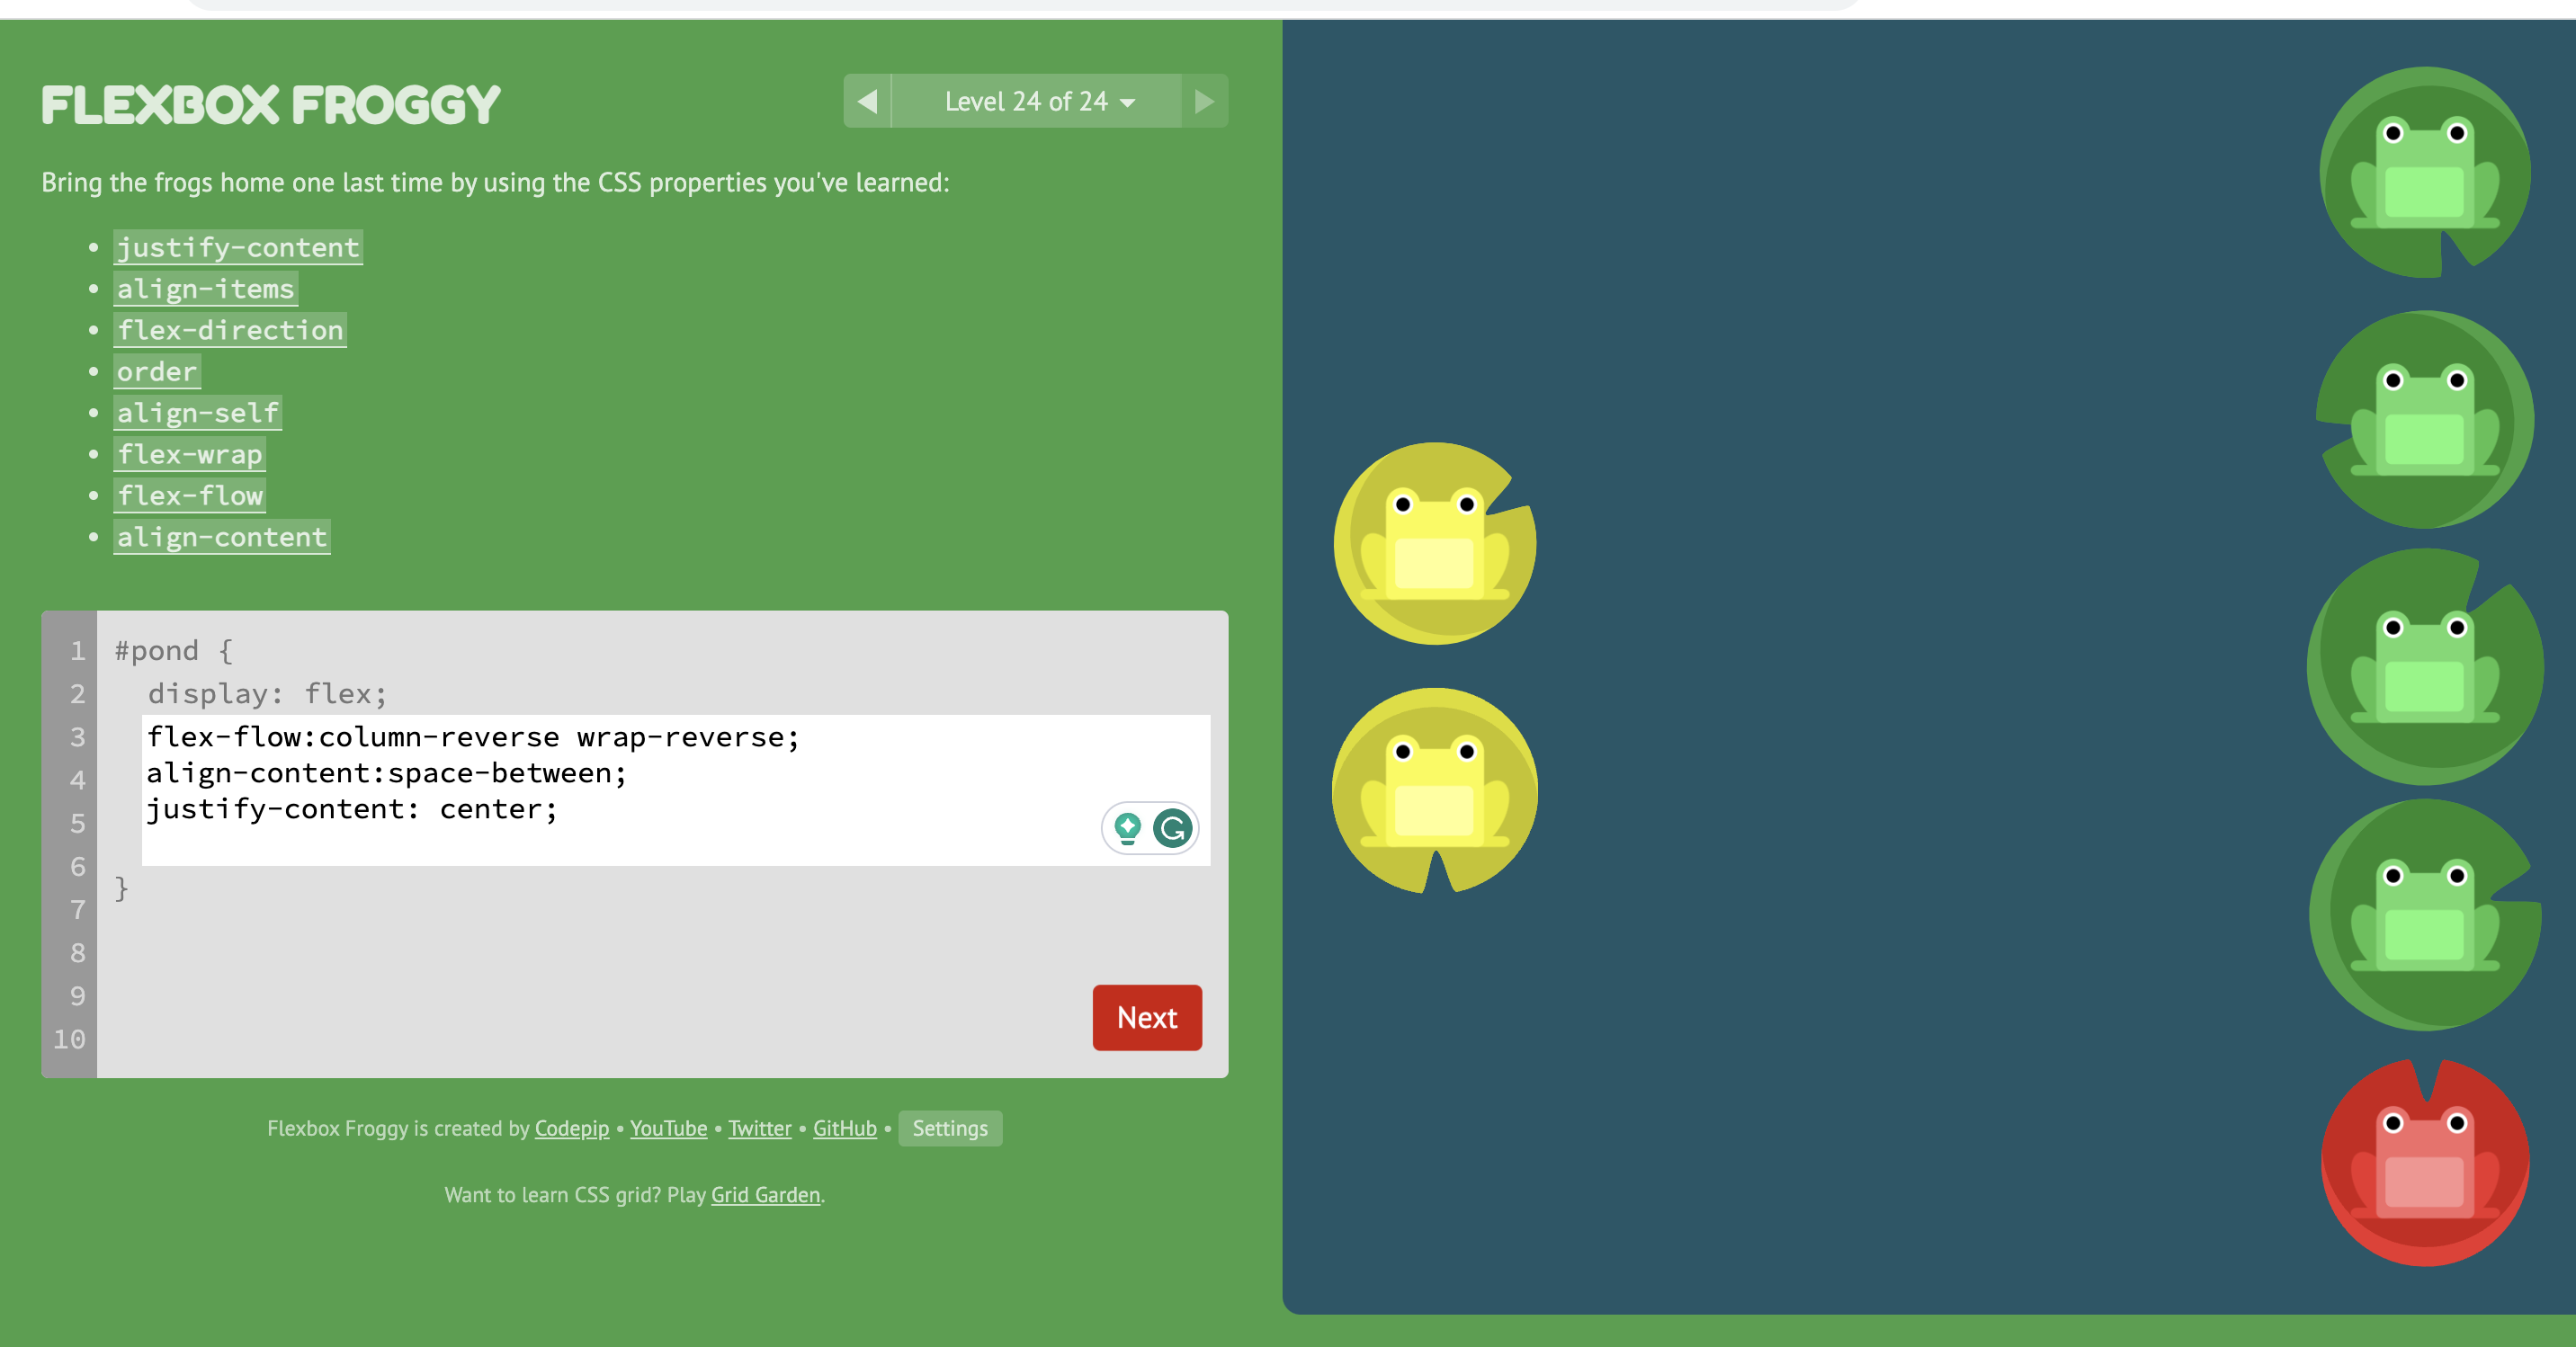 FLEXBOX FROGGY
Level 24 of 24
Bring the frogs home one last time by using the CSS properties you've learned:
• justify-content
• align-items
• flex-direction
• order
• align-self
• flex-wrap
• flex-flow
• align-content
1 #pond {
2 display: flex;
3 flex-flow:column-reverse wrap-reverse;
4 align-content:space-between;
5 justify-content: center;
6
}
7
8
9
Next
10
Flexbox Froggy is created by Codepip • YouTube • Twitter • GitHub • Settings
Want to learn CSS grid? Play Grid Garden.